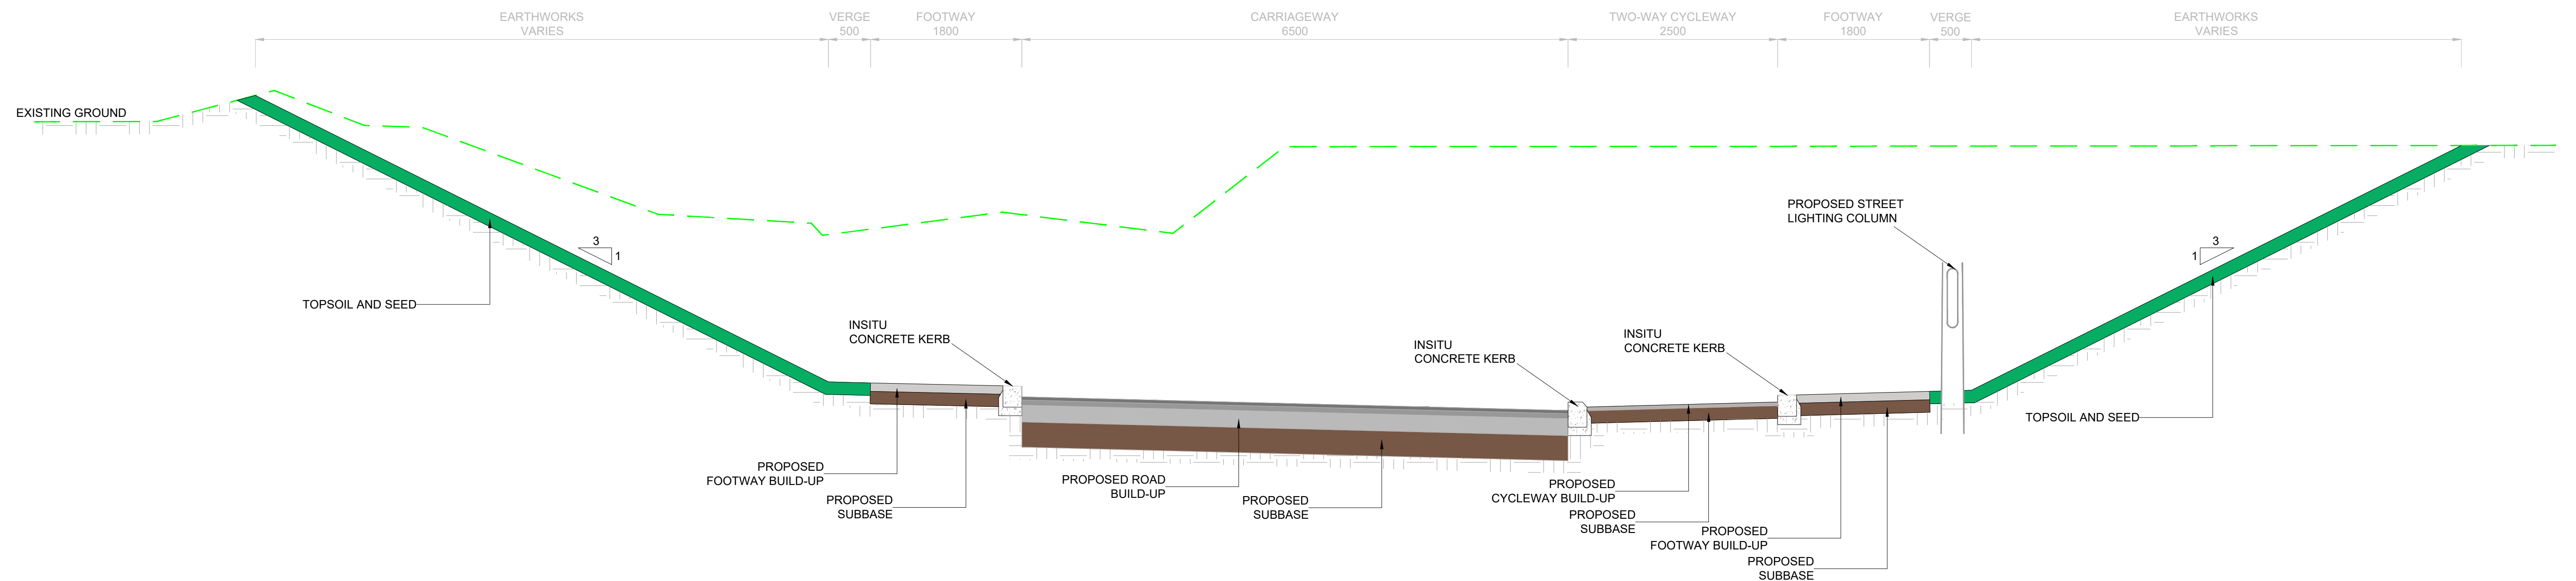 EARTHWORKS
VARIES
VERGE
500
FOOTWAY
1800
CARRIAGEWAY
6500
TWO-WAY CYCLEWAY
2500
FOOTWAY
1800
VERGE
500
EARTHWORKS
VARIES
EXISTING GROUND
PROPOSED STREET
LIGHTING COLUMN
3
1
3
1
TOPSOIL AND SEED
INSITU
CONCRETE KERB
INSITU
CONCRETE KERB
INSITU
CONCRETE KERB
TOPSOIL AND SEED
PROPOSED
FOOTWAY BUILD-UP
PROPOSED
SUBBASE
PROPOSED ROAD
BUILD-UP
PROPOSED
SUBBASE
PROPOSED
CYCLEWAY BUILD-UP
PROPOSED
SUBBASE
PROPOSED
FOOTWAY BUILD-UP
PROPOSED
SUBBASE